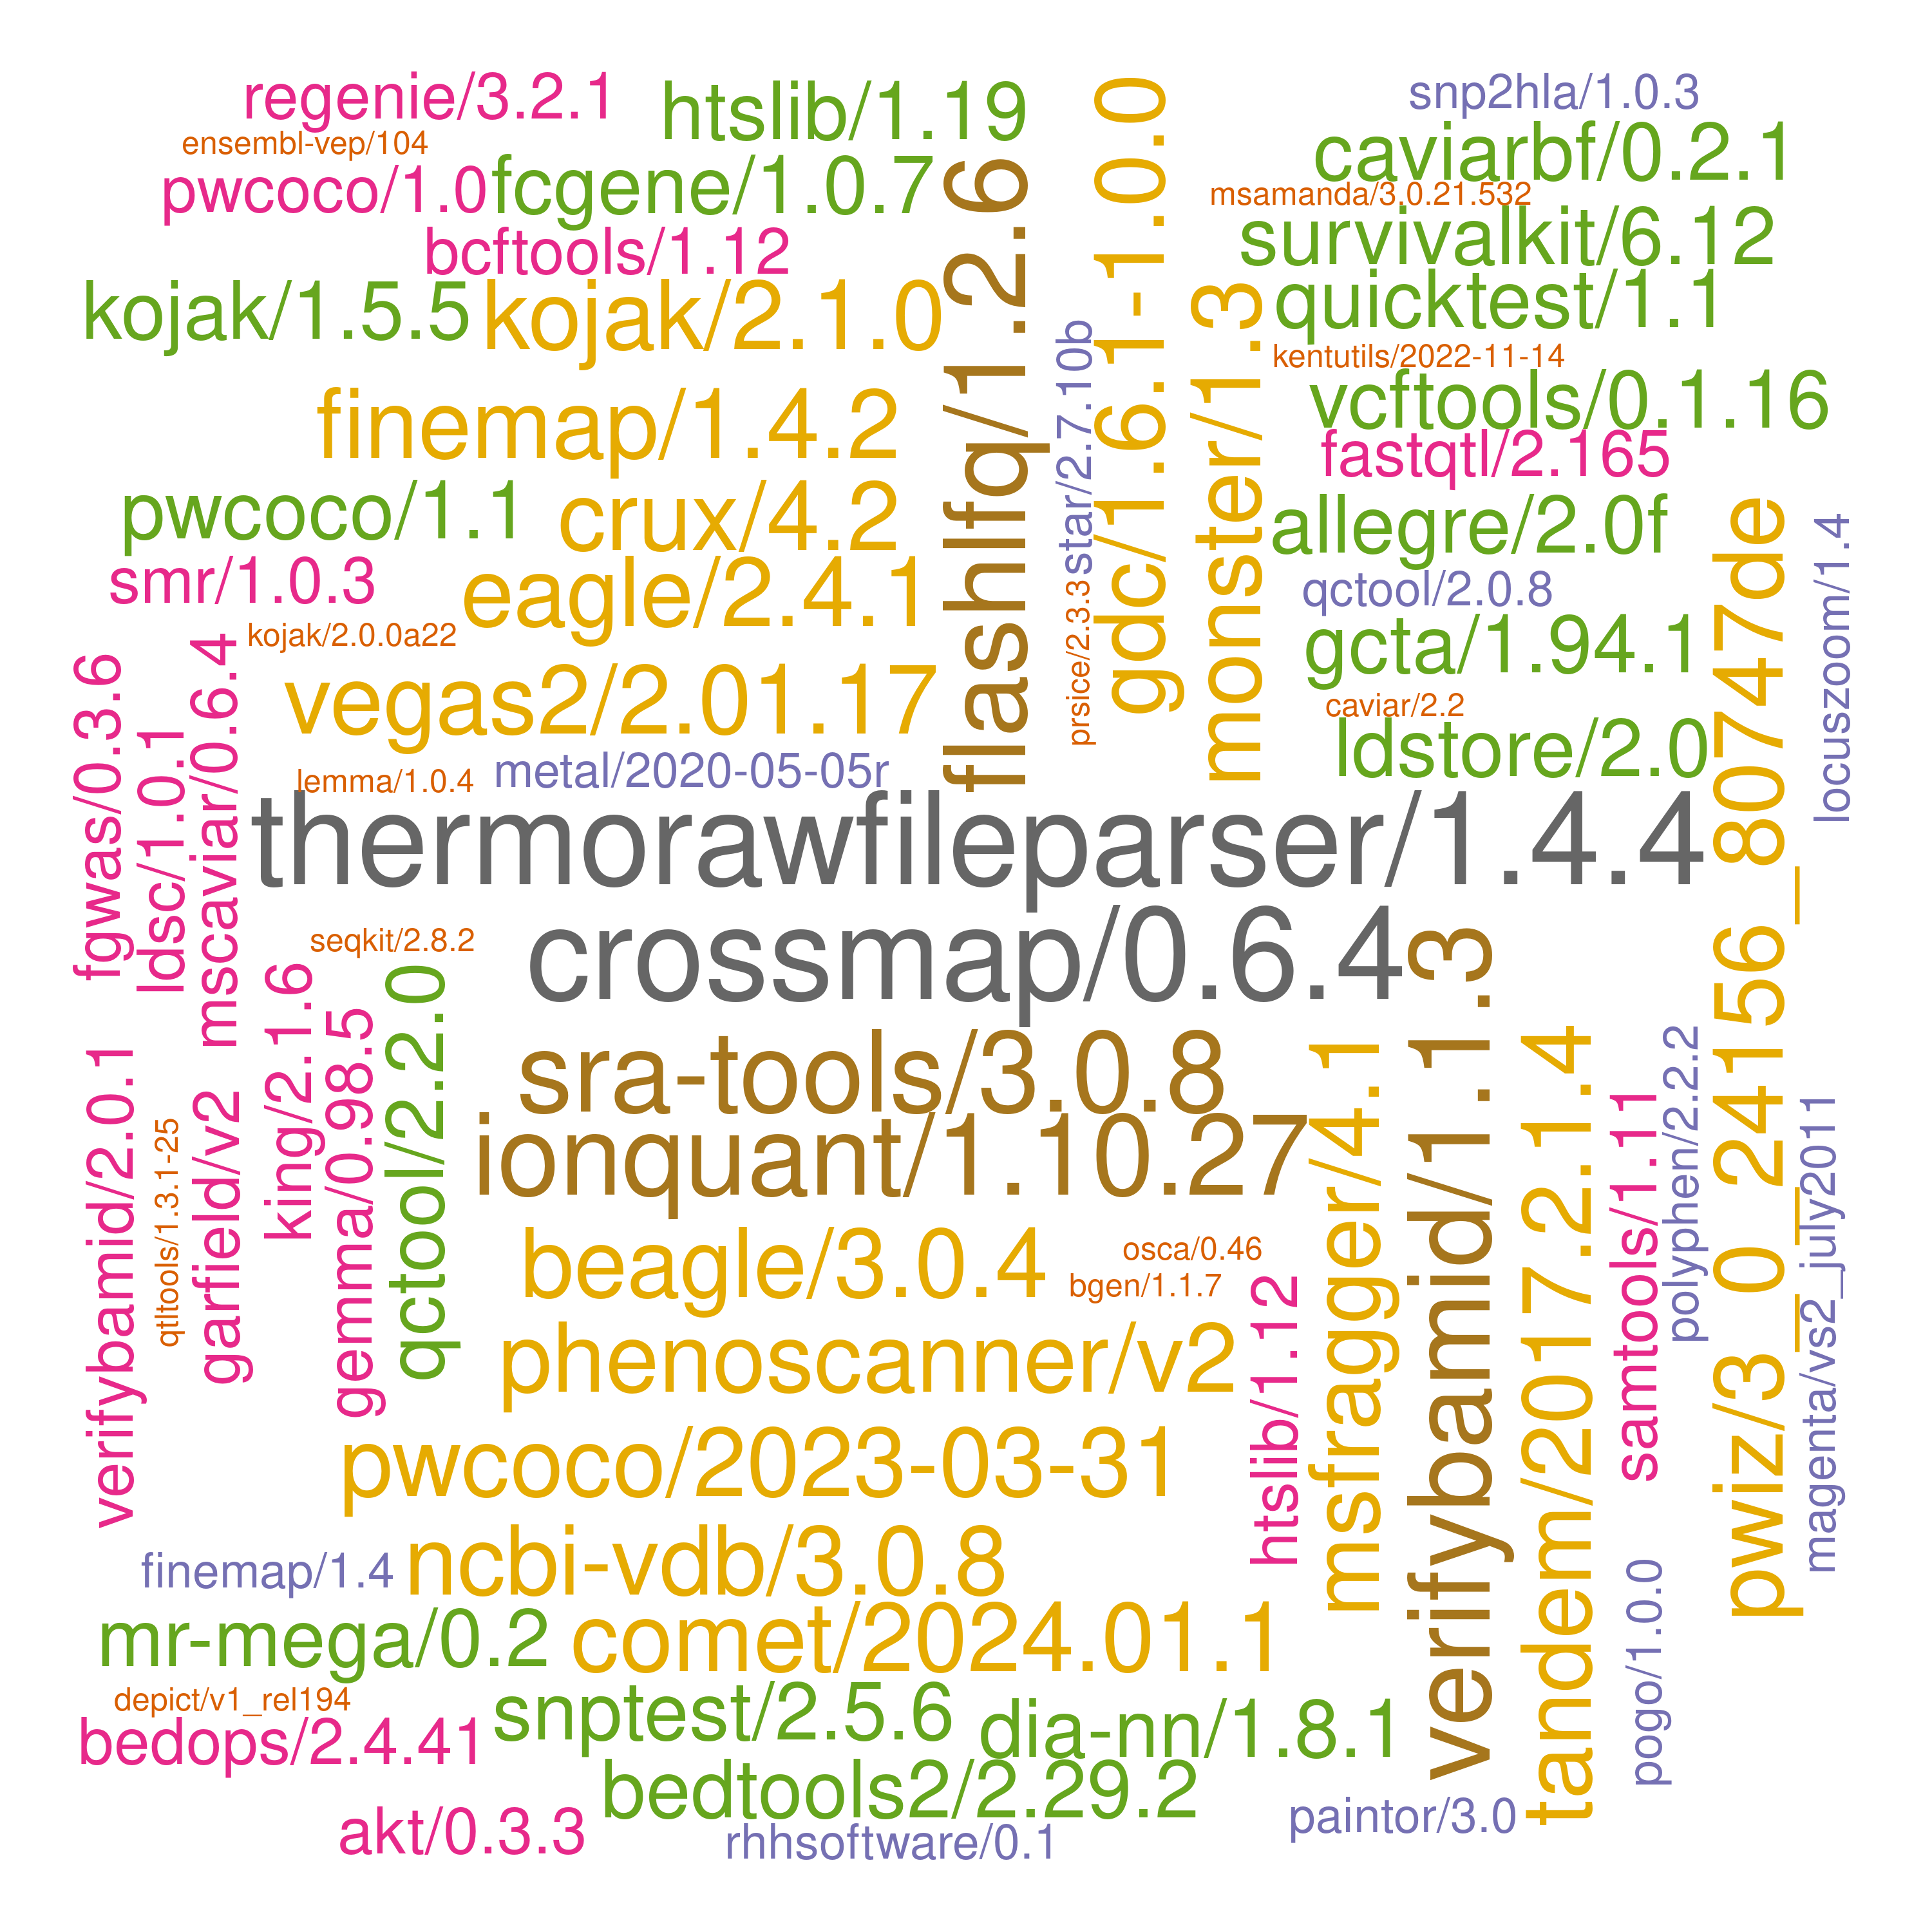 regenie/3.2.1
htslib/1.19
snp2hla/1.0.3
ensembl-vep/104
caviarbf/0.2.1
pwcoco/1.0
fcgene/1.0.7
msamanda/3.0.21.532
bcftools/1.12
survivalkit/6.12
kojak/1.5.5
kojak/2.1.0
flashlfq/1.2.6
star/2.7.10b
gdc/1.6.1-1.0.0
monster/1.3
quicktest/1.1
kentutils/2022-11-14
finemap/1.4.2
vcftools/0.1.16
fastqtl/2.165
pwcoco/1.1
crux/4.2
allegre/2.0f
smr/1.0.3
eagle/2.4.1
prsice/2.3.3
qctool/2.0.8
kojak/2.0.0a22
gcta/1.94.1
locuszoom/1.4
vegas2/2.01.17
caviar/2.2
ldstore/2.0
fgwas/0.3.6
ldsc/1.0.1
mscaviar/0.6.4
metal/2020-05-05r
lemma/1.0.4
thermorawfileparser/1.4.4
seqkit/2.8.2
crossmap/0.6.4
pwiz/3_0_24156_80747de
king/2.1.6
gemma/0.98.5
qctool/2.2.0
sra-tools/3.0.8
verifybamid/2.0.1
qtltools/1.3.1-25
garfield/v2
ionquant/1.10.27
msfragger/4.1
verifybamid/1.1.3
tandem/2017.2.1.4
samtools/1.11
polyphen/2.2.2
magenta/vs2_july2011
beagle/3.0.4
osca/0.46
bgen/1.1.7
phenoscanner/v2
htslib/1.12
pwcoco/2023-03-31
finemap/1.4
ncbi-vdb/3.0.8
mr-mega/0.2
comet/2024.01.1
pogo/1.0.0
depict/v1_rel194
snptest/2.5.6
dia-nn/1.8.1
bedops/2.4.41
bedtools2/2.29.2
akt/0.3.3
rhhsoftware/0.1
paintor/3.0